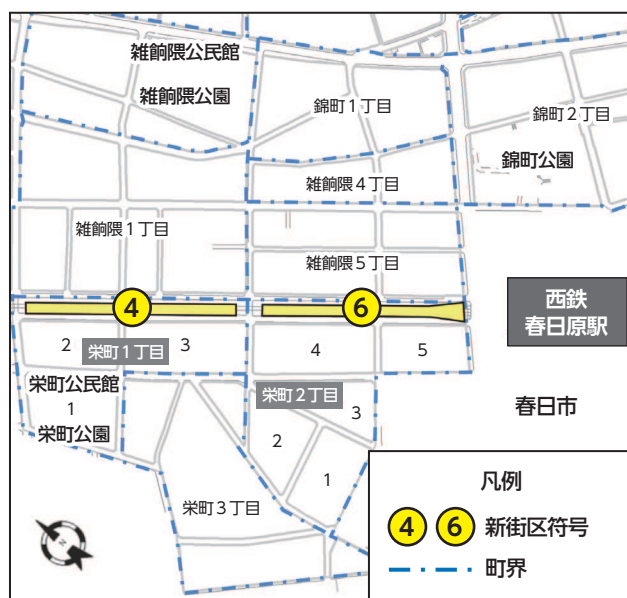 雑餉隈公民館
雑餉隈公園
錦町１丁目
錦町２丁目
錦町公園
雑餉隈４丁目
雑餉隈１丁目
雑餉隈５丁目
西鉄
春日原駅
4
6
2
3
4
5
栄町１丁目
栄町公民館
1
栄町公園
栄町２丁目
3
2
1
春日市
栄町３丁目
N
凡例
4 6 新街区符号
町界